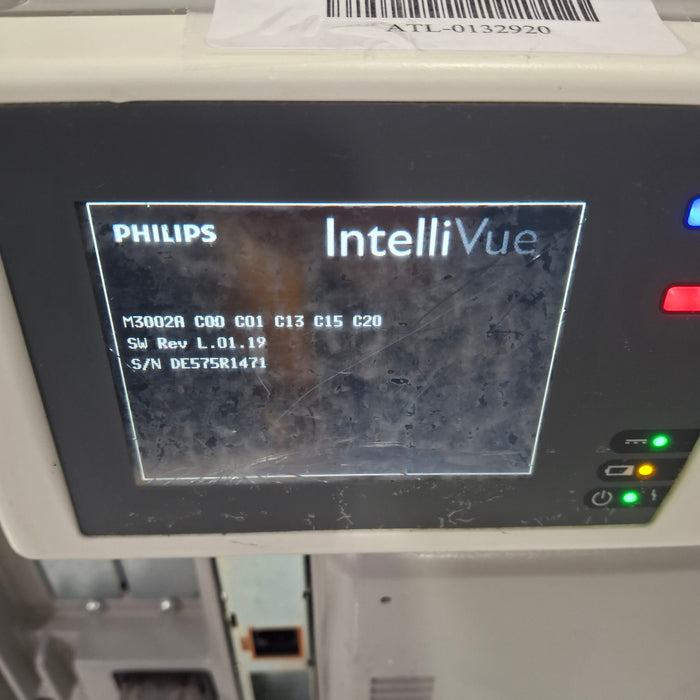 ATL-0132920
PHILIPS
IntelliVue
M3002A C00 C01 C13 C15 C20
SW Rev L.01.19
S/N DE575R1471